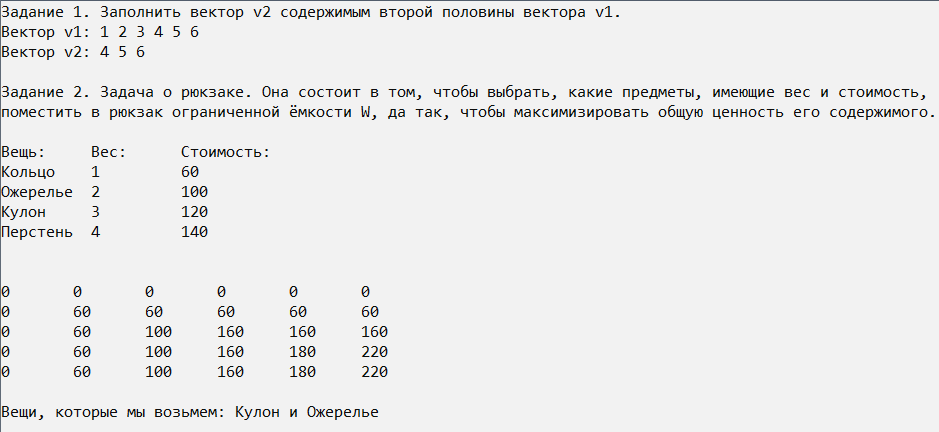 Задание 1. Заполнить вектор v2 содержимым второй половины вектора v1.
Вектор v1: 1 2 3 4 5 6
Вектор v2: 4 5 6
Задание 2. Задача о рюкзаке. Она состоит в том, чтобы выбрать, какие предметы, имеющие вес и стоимость,
поместить в рюкзак ограниченной ёмкости W, да так, чтобы максимизировать общую ценность его содержимого.
Вещь: Вес: Стоимость:
Кольцо 1 60
Ожерелье 2 100
Кулон 3 120
Перстень 4 140
0 0 0 0 0 0
0 60 60 60 60 60
0 60 100 160 160 160
0 60 100 160 180 220
0 60 100 160 180 220
Вещи, которые мы возьмем: Кулон и Ожерелье